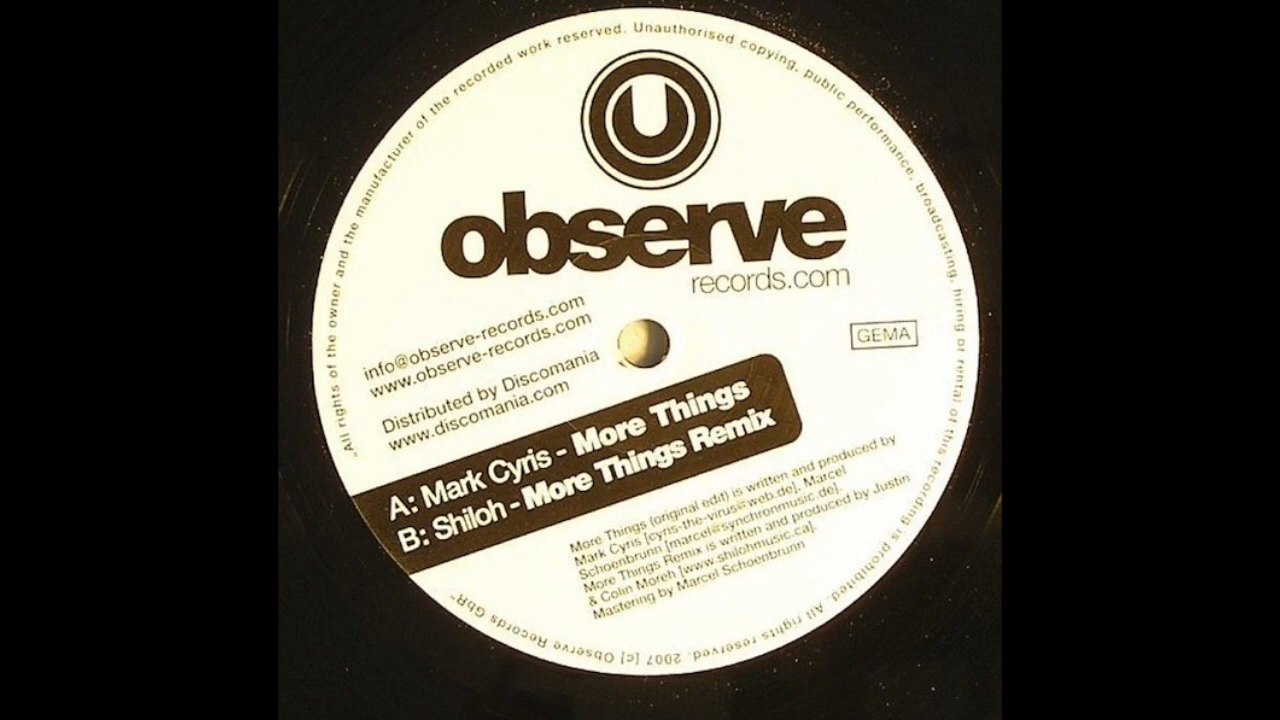 "All rights of the owner and the manufacturer of the recorded work reserved. Unauthorised copying, public performance, broadcasting, hiring or rental of this recording is prohibited. All rights reserved. 2007 [c] Observe Records GbR"
U
observe
records.com
info@observe-records.com
www.observe-records.com
GEMA
Distributed by Discomania
www.discomania.com
A: Mark Cyris - More Things
B: Shiloh - More Things Remix
More Things (original edit) is written and produced by
Mark Cyris [cyris-the-virus@web.de], Marcel
Schoenbrunn [marcel@synchronmusic.de].
More Things Remix is written and produced by Justin
& Colin Moreh [www.shilohmusic.ca].
Mastering by Marcel Schoenbrunn